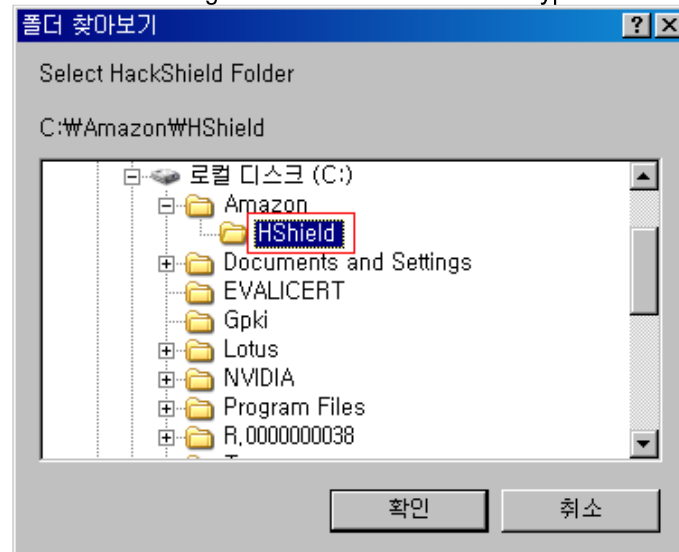 폴더 찾아보기
Select HackShield Folder
C:₩Amazon₩HShield
로컬 디스크 (C:)
Amazon
HShield
Documents and Settings
EVALICERT
Gpki
Lotus
NVIDIA
Program Files
R,0000000038
확인
취소